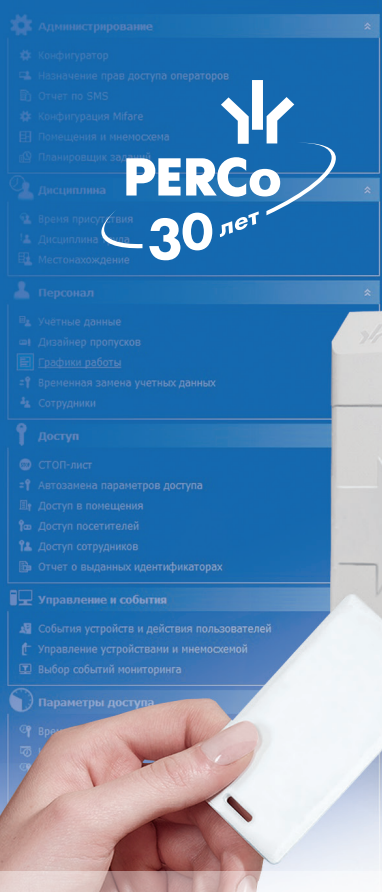 Администрирование
Конфигуратор
Назначение прав доступа операторов
Отчет по SMS
Конфигурация Mifare
Помещения и мнемосхема
Планировщик заданий
PERCo
30 лет
Дисциплина
Время присутствия
Дисциплина труда
Местонахождение
Персонал
Учетные данные
Дизайнер пропусков
Графики работы
Временная замена учетных данных
Сотрудники
Доступ
СТОП-лист
Автозамена параметров доступа
Доступ в помещения
Доступ посетителей
Доступ сотрудников
Отчет о выданных идентификаторах
Управление и события
События устройств и действия пользователей
Управление устройствами и мнемосхемой
Выбор событий мониторинга
Параметры доступа